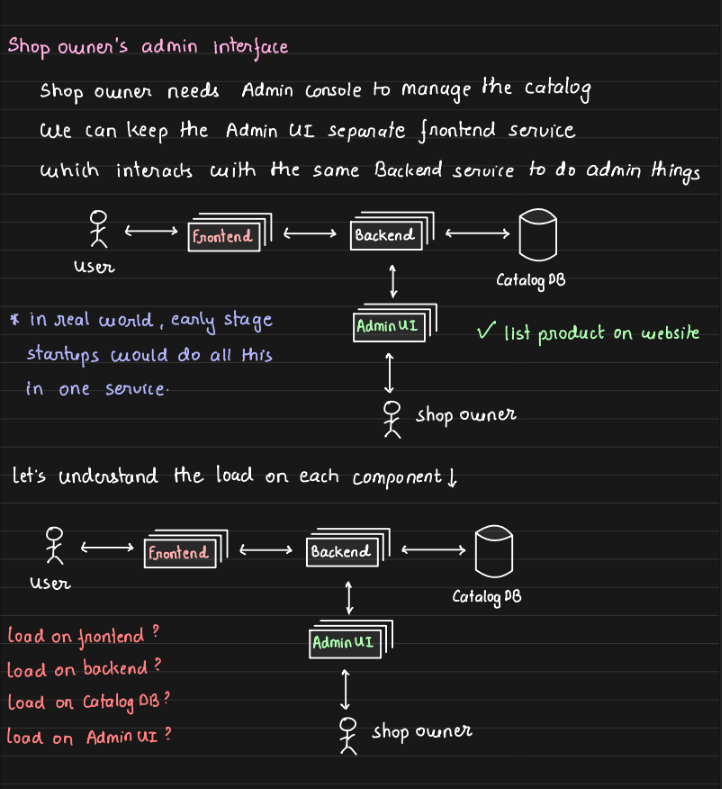 Shop owner's admin interface
Shop owner needs Admin console to manage the catalog
We can keep the Admin UI separate frontend service
which interacts with the same Backend service to do admin things
Frontend
Backend
user
Catalog DB
* in real world, early stage
startups would do all this
in one service.
Admin UI
✓ list product on website
shop owner
let's understand the load on each component ↓
Frontend
Backend
user
Catalog DB
load on frontend ?
load on backend ?
load on Catalog DB ?
load on Admin UI ?
Admin UI
shop owner